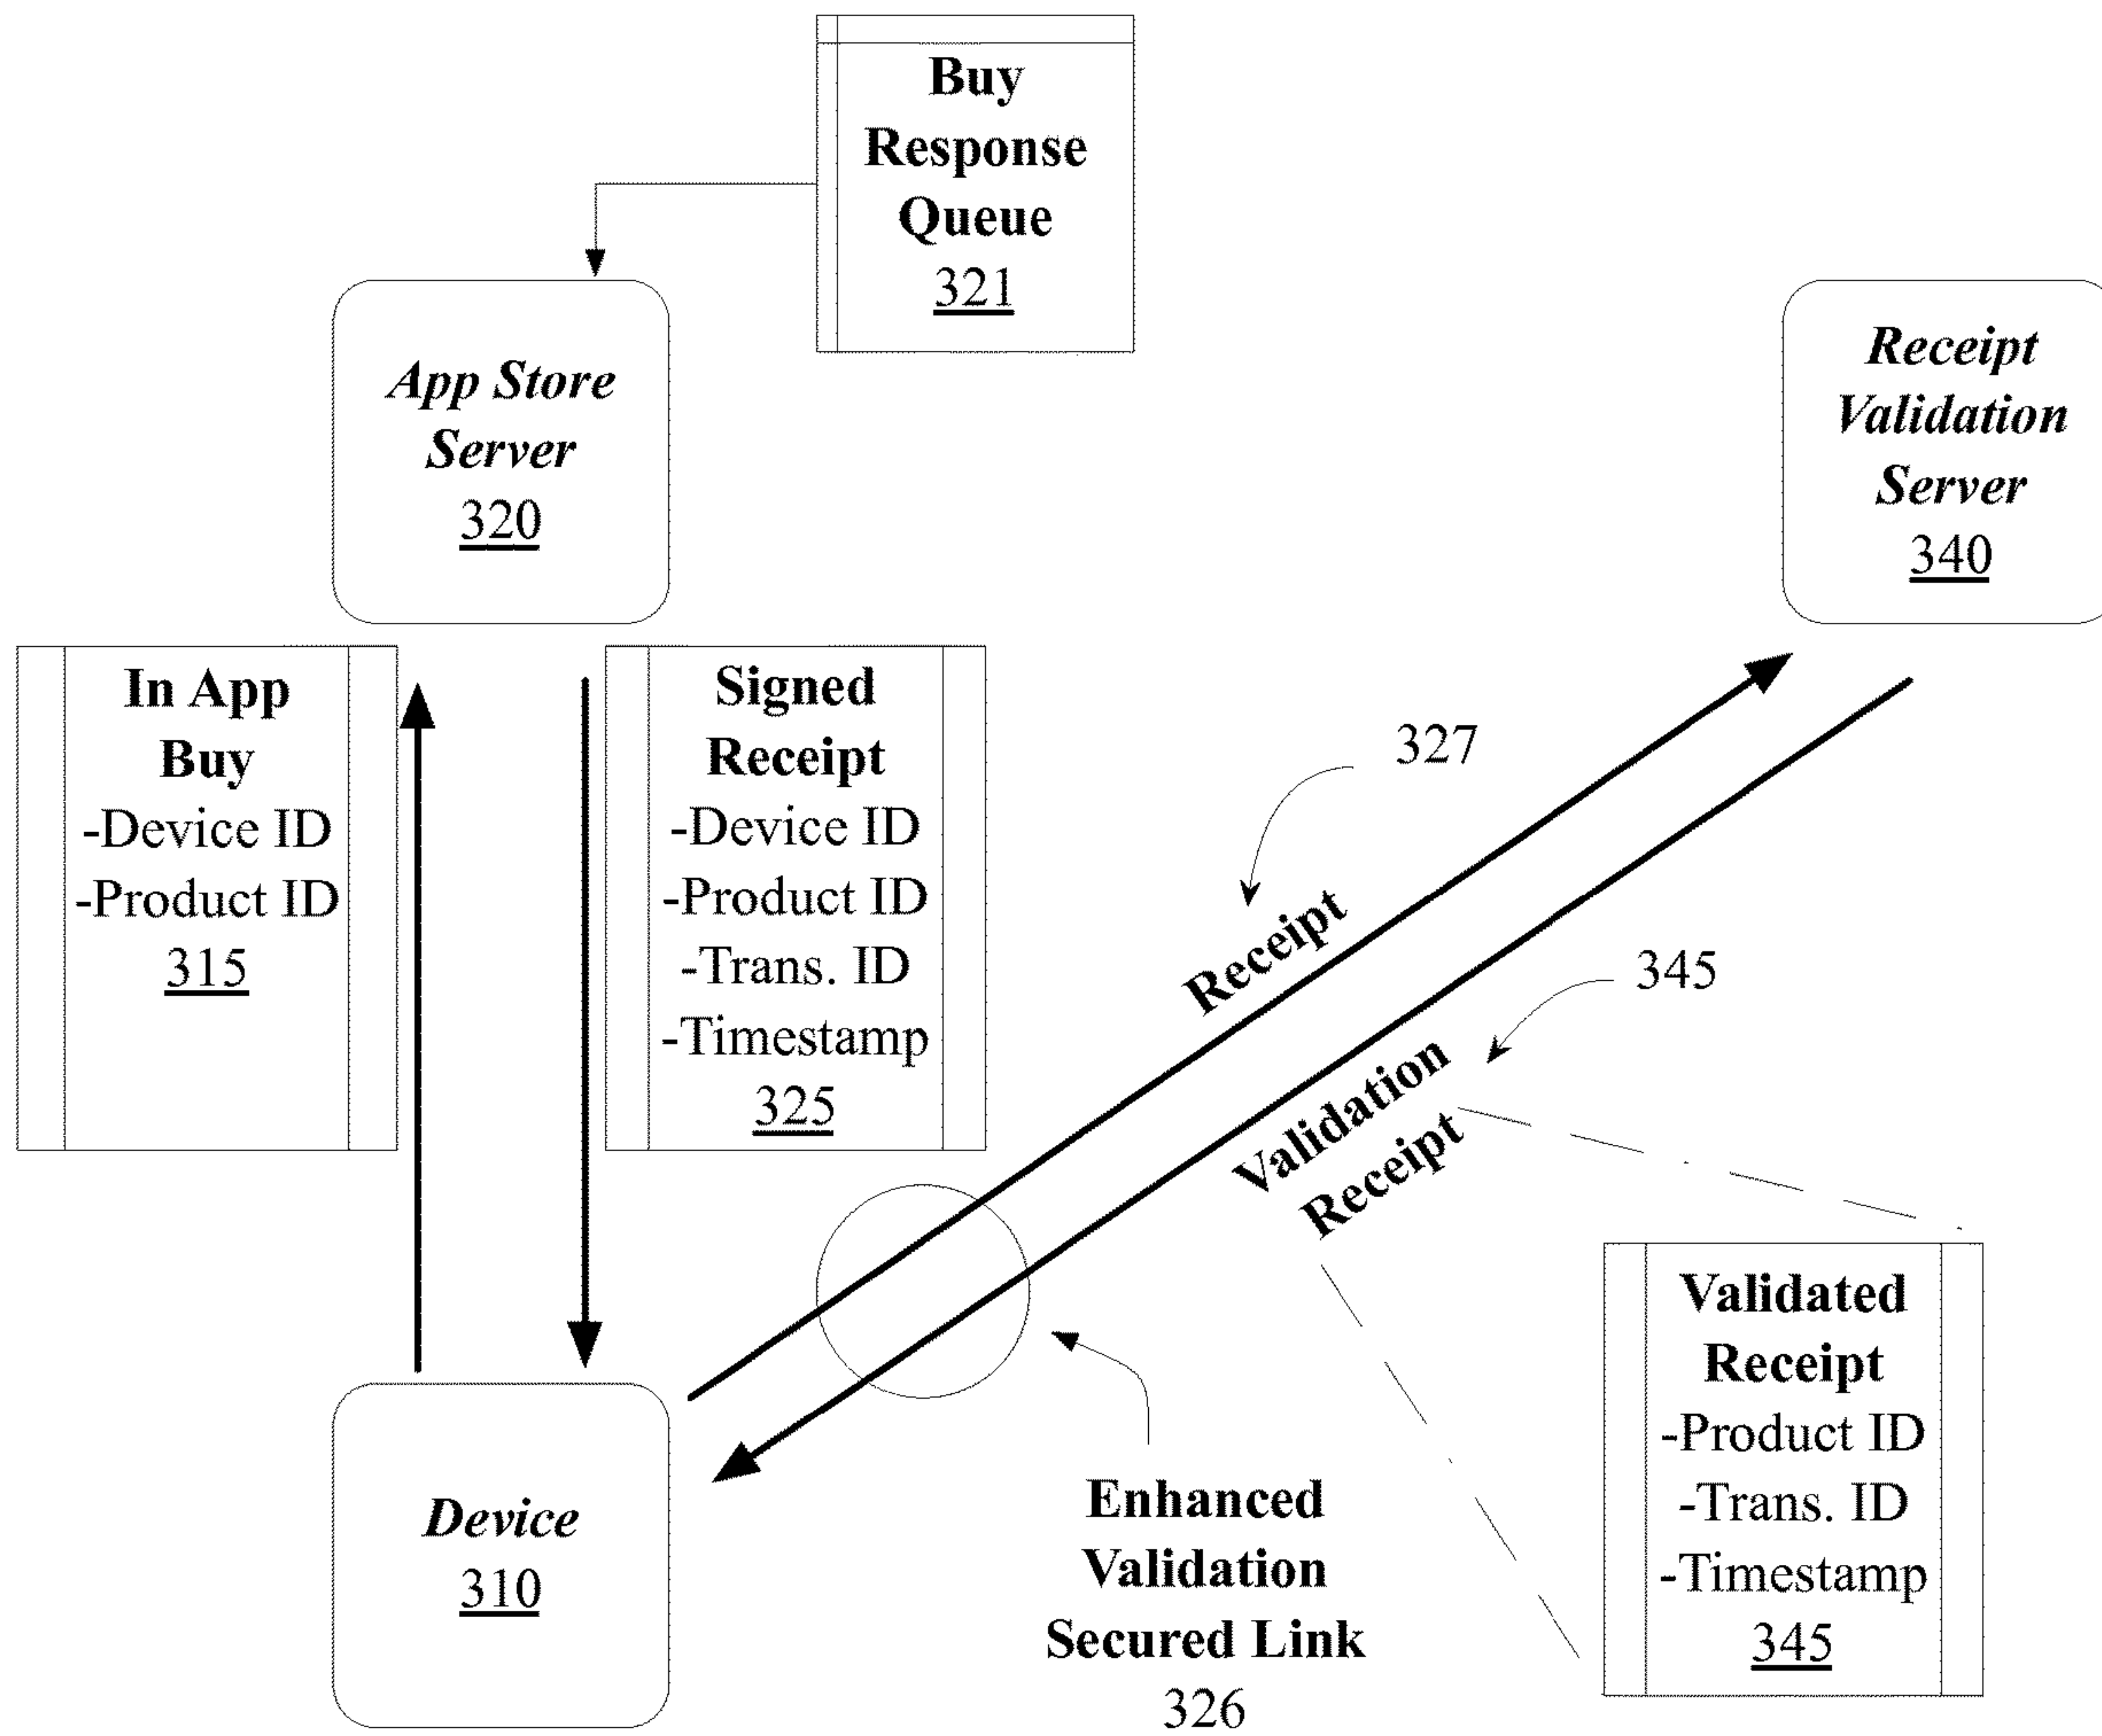 Buy
Response
Queue
321
App Store
Server
320
Receipt
Validation
Server
340
In App
Buy
-Device ID
-Product ID
315
Signed
Receipt
-Device ID
-Product ID
-Trans. ID
-Timestamp
325
327
Receipt
345
Validation
Receipt
Validated
Receipt
-Product ID
-Trans. ID
-Timestamp
345
Device
310
Enhanced
Validation
Secured Link
326